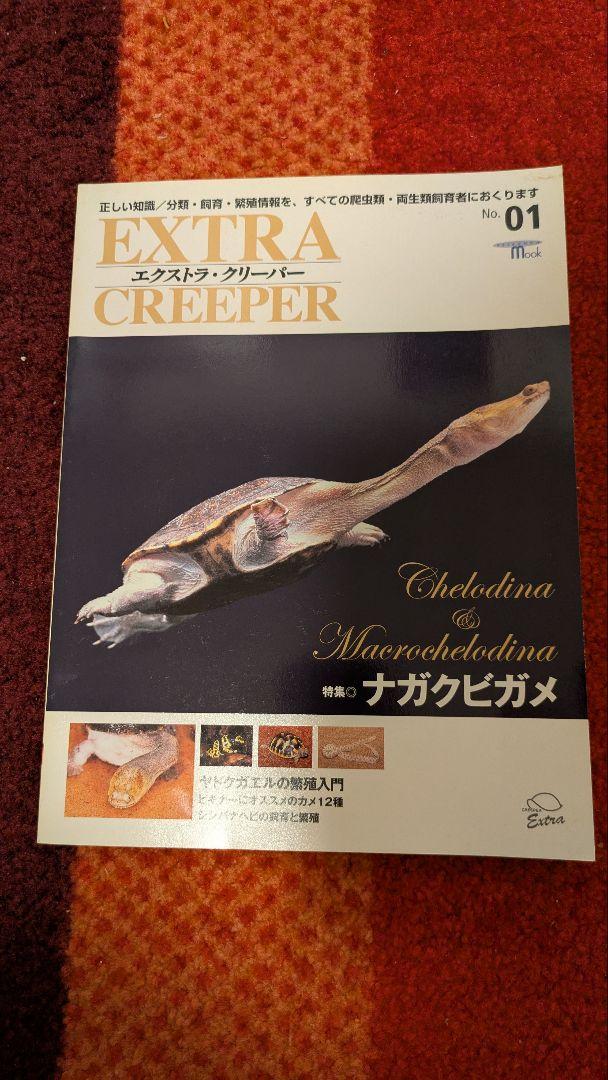 正しい知識／分類・飼育・繁殖情報を、すべての爬虫類・両生類飼育者におくります
EXTRA
No. 01
エクストラ・クリーパー
mook
CREEPER
Chelodina
&
Macrochelodina
特集◎ ナガクビガメ
ヤドクガエルの繁殖入門
ビギナーにオススメのカメ12種
シシバナヘビの飼育と繁殖
CREEPER
Extra